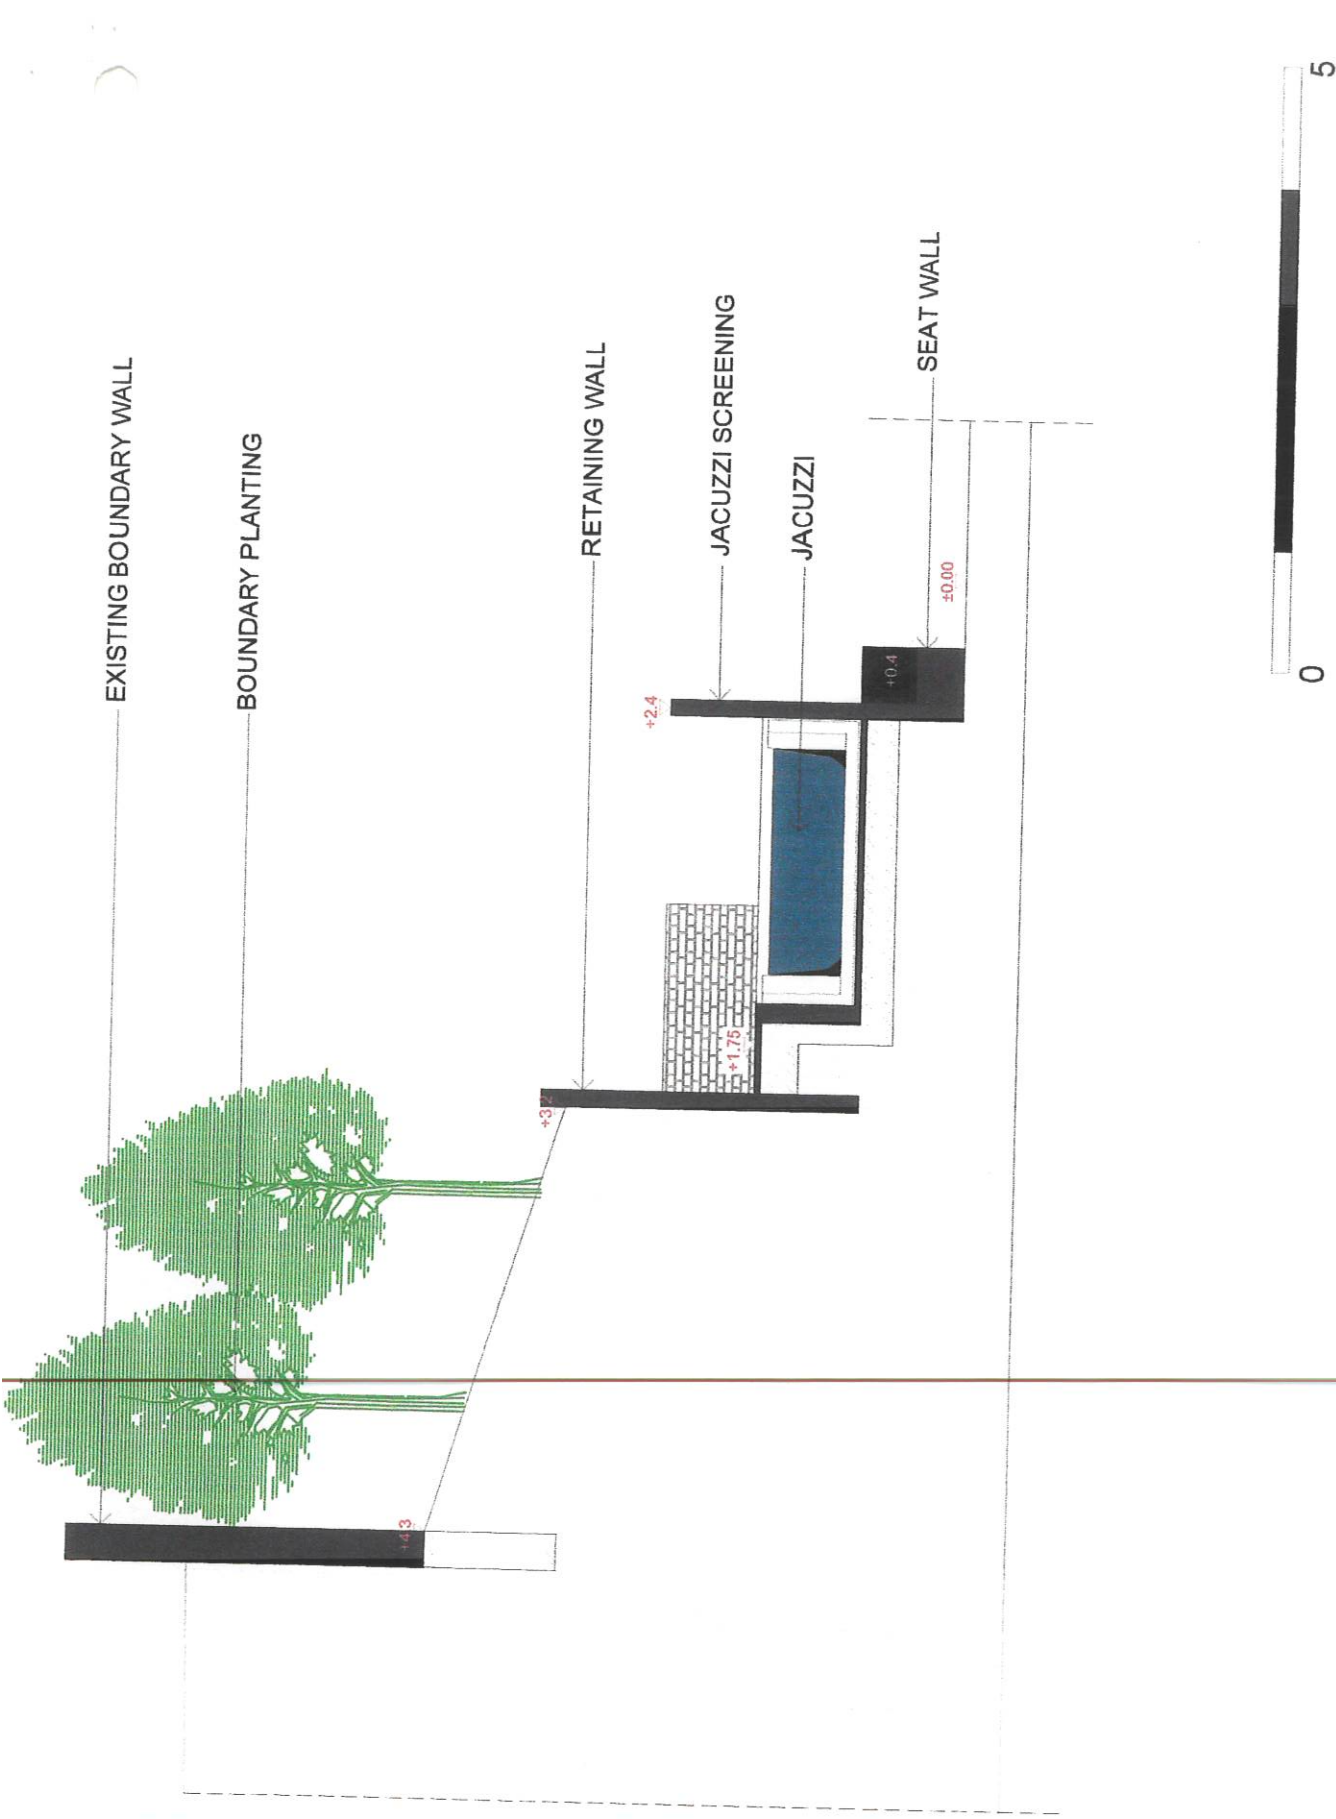 EXISTING BOUNDARY WALL
BOUNDARY PLANTING
RETAINING WALL
JACUZZI SCREENING
JACUZZI
SEAT WALL
+4.3
+3.2
+2.4
+1.75
+0.4
±0.00
0
5